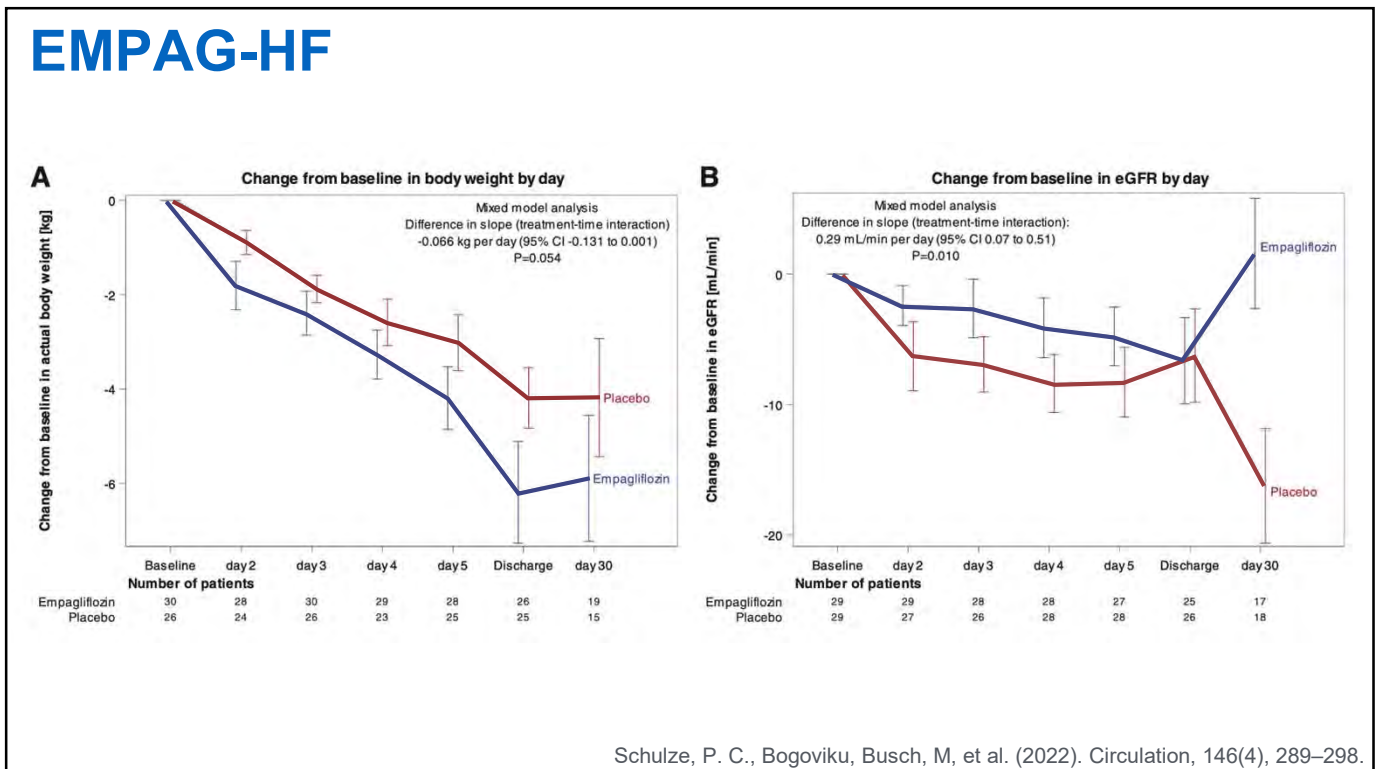 EMPAG-HF
A
Change from baseline in body weight by day
Mixed model analysis
Difference in slope (treatment-time interaction)
-0.066 kg per day (95% CI -0.131 to 0.001)
P=0.054
Change from baseline in actual body weight [kg]
0
-2
-4
-6
Placebo
Empagliflozin
Baseline day 2 day 3 day 4 day 5 Discharge day 30
Number of patients
Empagliflozin 30 28 30 29 28 26 19
Placebo 26 24 26 23 25 25 15
B
Change from baseline in eGFR by day
Mixed model analysis
Difference in slope (treatment-time interaction):
0.29 mL/min per day (95% CI 0.07 to 0.51)
P=0.010
Change from baseline in eGFR [mL/min]
0
-10
-20
Empagliflozin
Placebo
Baseline day 2 day 3 day 4 day 5 Discharge day 30
Number of patients
Empagliflozin 29 29 28 28 27 25 17
Placebo 29 27 26 28 28 26 18
Schulze, P. C., Bogoviku, Busch, M, et al. (2022). Circulation, 146(4), 289–298.